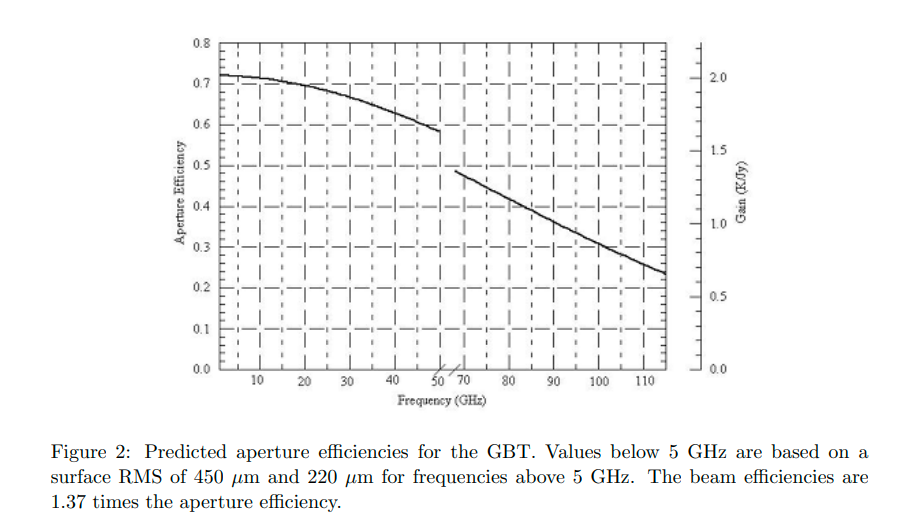 0.8
0.7
0.6
0.5
0.4
0.3
0.2
0.1
0.0
Aperture Efficiency
10 20 30 40 50 70 80 90 100 110
Frequency (GHz)
2.0
1.5
1.0
0.5
0.0
Gain (K/Jy)
Figure 2: Predicted aperture efficiencies for the GBT. Values below 5 GHz are based on a
surface RMS of 450 μm and 220 μm for frequencies above 5 GHz. The beam efficiencies are
1.37 times the aperture efficiency.